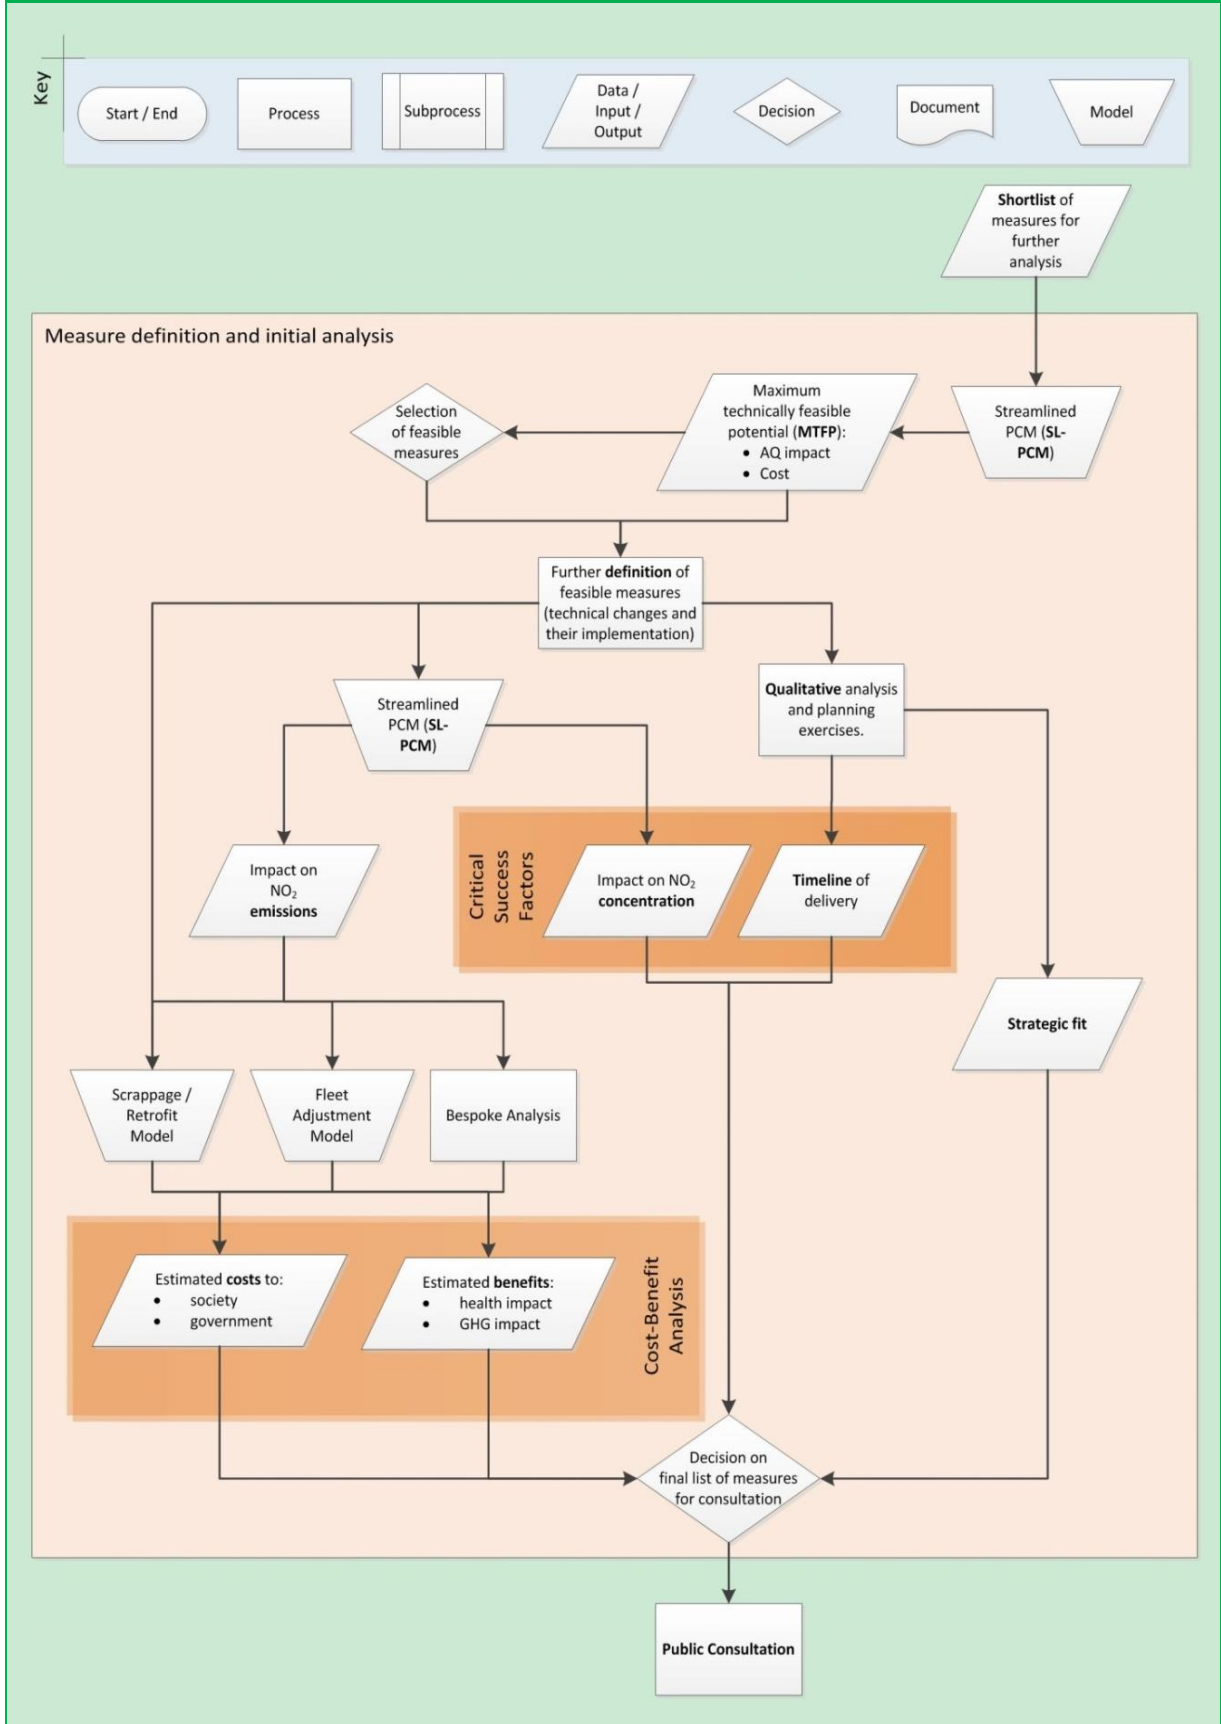 Key
Start / End
Process
Subprocess
Data /
Input /
Output
Decision
Document
Model
Shortlist of
measures for
further
analysis
Measure definition and initial analysis
Selection
of feasible
measures
Maximum
technically feasible
potential (MTFP):
• AQ impact
• Cost
Streamlined
PCM (SL-
PCM)
Further definition of
feasible measures
(technical changes and
their implementation)
Streamlined
PCM (SL-
PCM)
Qualitative analysis
and planning
exercises.
Impact on
NO₂
emissions
Critical
Success
Factors
Impact on NO₂
concentration
Timeline of
delivery
Strategic fit
Scrappage /
Retrofit
Model
Fleet
Adjustment
Model
Bespoke Analysis
Estimated costs to:
• society
• government
Estimated benefits:
• health impact
• GHG impact
Cost-Benefit
Analysis
Decision on
final list of measures
for consultation
Public Consultation